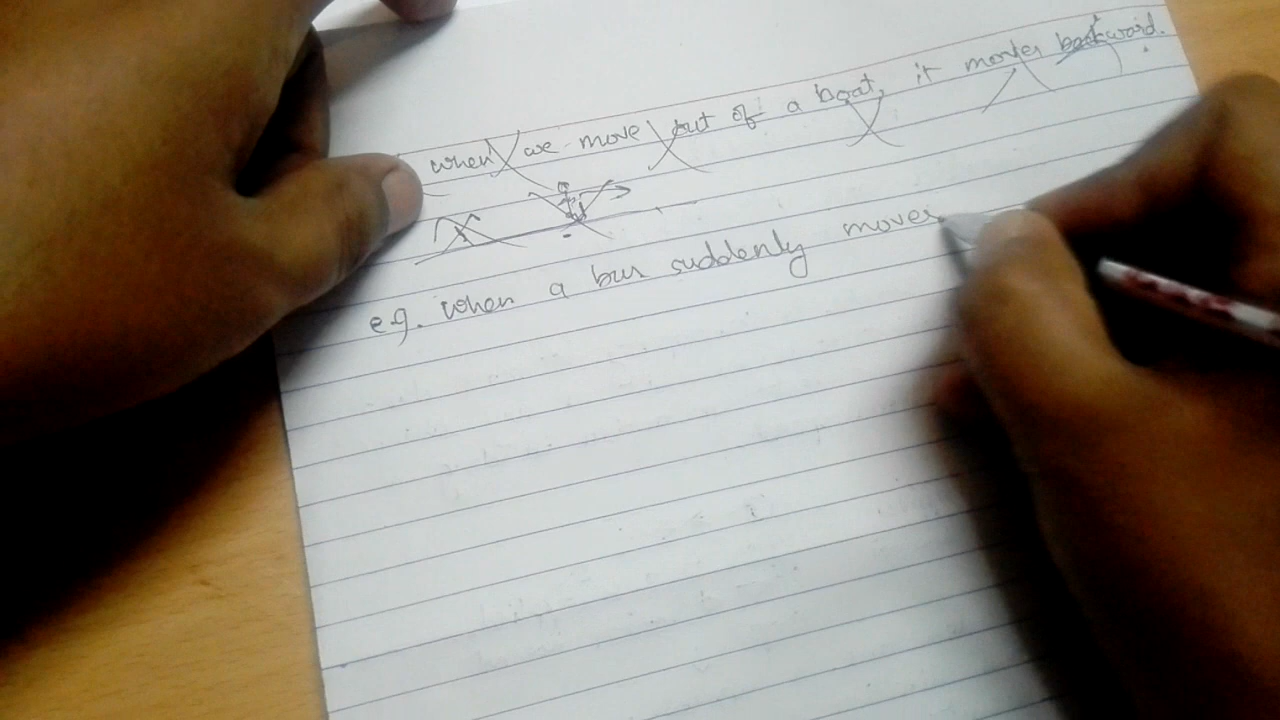 when we move out of a boat, it moves backward.
e.g. when a bus suddenly moves